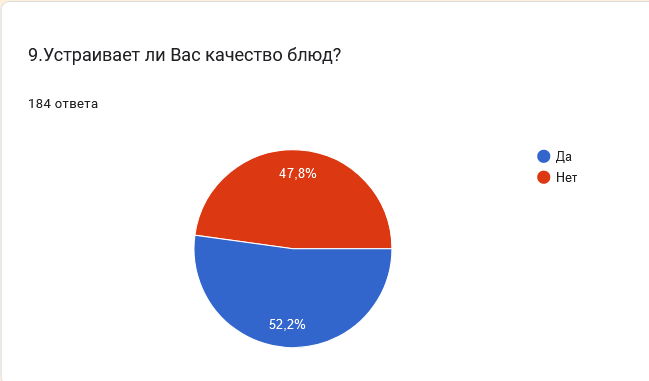 9.Устраивает ли Вас качество блюд?
184 ответа
Да
Нет
47,8%
52,2%